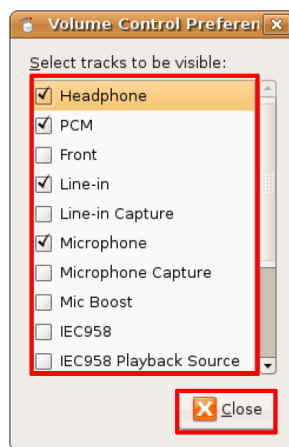 Volume Control Preferen
Select tracks to be visible:
Headphone
PCM
Front
Line-in
Line-in Capture
Microphone
Microphone Capture
Mic Boost
IEC958
IEC958 Playback Source
Close